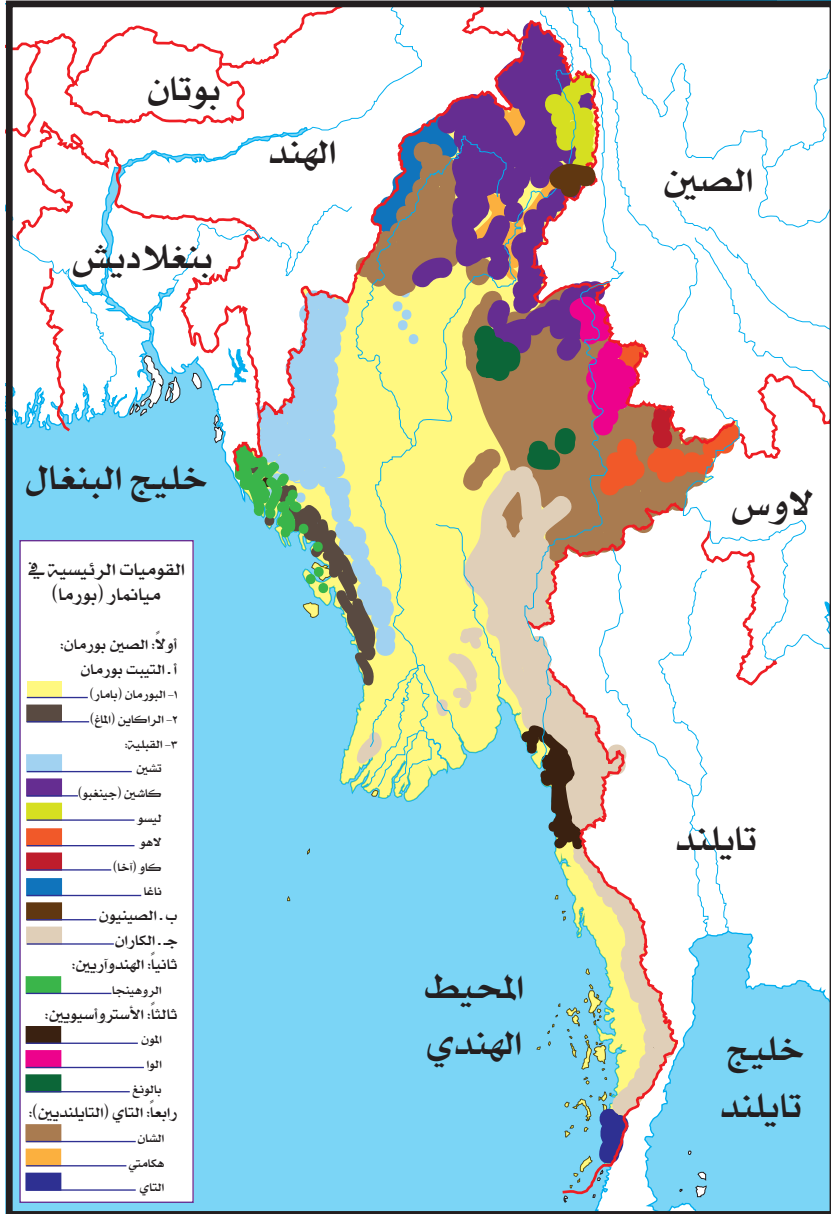 بوتان
الهند
الصين
بنغلاديش
خليج البنغال
لاوس
تايلند
المحيط
الهندي
خليج
تايلند
القوميات الرئيسية في
ميانمار (بورما)
أولاً: الصين بورمان:
أ. التيبت بورمان
١- البورمان (بامار)
٢- الراكاين (الماغ)
٣- القبلية:
تشين
كاشين (جينغبو)
ليسو
لاهو
كاو (آخا)
ناغا
ب. الصينيون
جـ. الكاران
ثانياً: الهندوآريين:
الروهينجا
ثالثاً: الأستروآسيويين:
المون
الوا
بالونغ
رابعاً: التاي (التايلنديين):
الشان
هكامتي
التاي